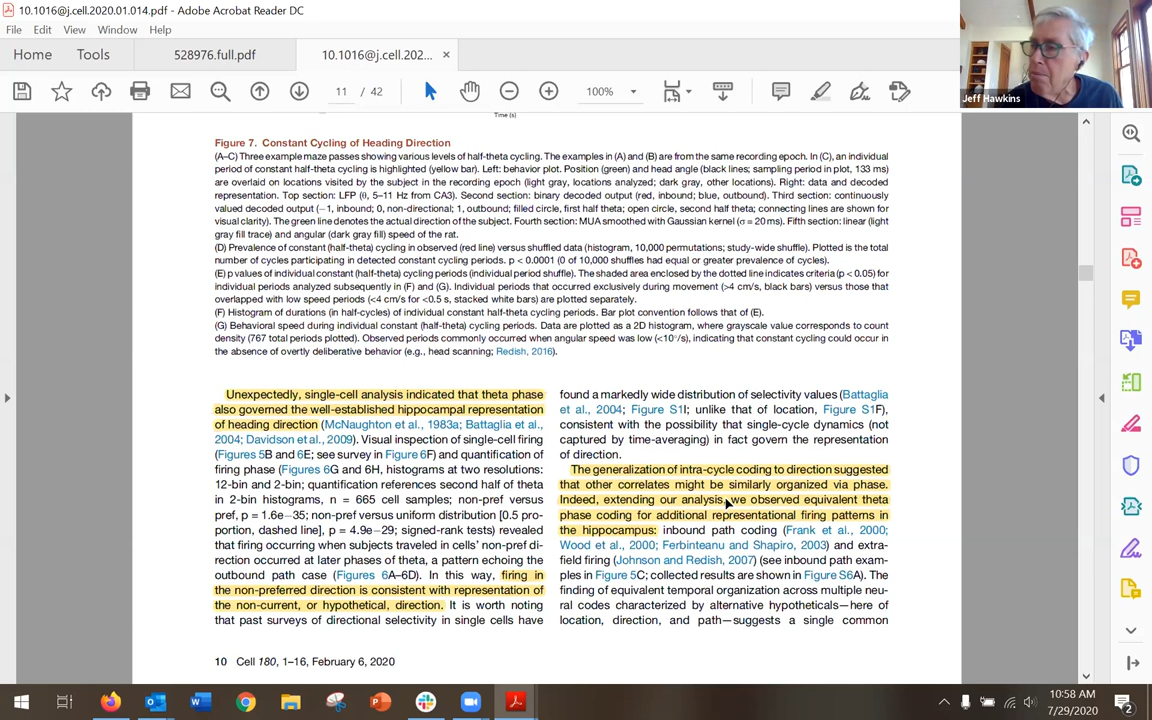 10.1016@j.cell.2020.01.014.pdf - Adobe Acrobat Reader DC
File Edit View Window Help
Home Tools 528976.full.pdf 10.1016@j.cell.202... ×
11 / 42 100%
Jeff Hawkins
Time (s)
Figure 7. Constant Cycling of Heading Direction
(A–C) Three example maze passes showing various levels of half-theta cycling. The examples in (A) and (B) are from the same recording epoch. In (C), an individual
period of constant half-theta cycling is highlighted (yellow bar). Left: behavior plot. Position (green) and head angle (black lines; sampling period in plot, 133 ms)
are overlaid on locations visited by the subject in the recording epoch (light gray, locations analyzed; dark gray, other locations). Right: data and decoded
representation. Top section: LFP (θ, 5–11 Hz from CA3). Second section: binary decoded output (red, inbound; blue, outbound). Third section: continuously
valued decoded output (−1, inbound; 0, non-directional; 1, outbound; filled circle, first half theta; open circle, second half theta; connecting lines are shown for
visual clarity). The green line denotes the actual direction of the subject. Fourth section: MUA smoothed with Gaussian kernel (σ = 20 ms). Fifth section: linear (light
gray fill trace) and angular (dark gray fill) speed of the rat.
(D) Prevalence of constant (half-theta) cycling in observed (red line) versus shuffled data (histogram, 10,000 permutations; study-wide shuffle). Plotted is the total
number of cycles participating in detected constant cycling periods. p < 0.0001 (0 of 10,000 shuffles had equal or greater prevalence of cycles).
(E) p values of individual constant (half-theta) cycling periods (individual period shuffle). The shaded area enclosed by the dotted line indicates criteria (p < 0.05) for
individual periods analyzed subsequently in (F) and (G). Individual periods that occurred exclusively during movement (>4 cm/s, black bars) versus those that
overlapped with low speed periods (<4 cm/s for <0.5 s, stacked white bars) are plotted separately.
(F) Histogram of durations (in half-cycles) of individual constant half-theta cycling periods. Bar plot convention follows that of (E).
(G) Behavioral speed during individual constant (half-theta) cycling periods. Data are plotted as a 2D histogram, where grayscale value corresponds to count
density (767 total periods plotted). Observed periods commonly occurred when angular speed was low (<10°/s), indicating that constant cycling could occur in
the absence of overtly deliberative behavior (e.g., head scanning; Redish, 2016).
Unexpectedly, single-cell analysis indicated that theta phase
also governed the well-established hippocampal representation
of heading direction (McNaughton et al., 1983a; Battaglia et al.,
2004; Davidson et al., 2009). Visual inspection of single-cell firing
(Figures 5B and 6E; see survey in Figure 6F) and quantification of
firing phase (Figures 6G and 6H, histograms at two resolutions:
12-bin and 2-bin; quantification references second half of theta
in 2-bin histograms, n = 665 cell samples; non-pref versus
pref, p = 1.6e−35; non-pref versus uniform distribution [0.5 pro-
portion, dashed line], p = 4.9e−29; signed-rank tests) revealed
that firing occurring when subjects traveled in cells' non-pref di-
rection occurred at later phases of theta, a pattern echoing the
outbound path case (Figures 6A–6D). In this way, firing in
the non-preferred direction is consistent with representation of
the non-current, or hypothetical, direction. It is worth noting
that past surveys of directional selectivity in single cells have
found a markedly wide distribution of selectivity values (Battaglia
et al., 2004; Figure S1I; unlike that of location, Figure S1F),
consistent with the possibility that single-cycle dynamics (not
captured by time-averaging) in fact govern the representation
of direction.
The generalization of intra-cycle coding to direction suggested
that other correlates might be similarly organized via phase.
Indeed, extending our analysis, we observed equivalent theta
phase coding for additional representational firing patterns in
the hippocampus: inbound path coding (Frank et al., 2000;
Wood et al., 2000; Ferbinteanu and Shapiro, 2003) and extra-
field firing (Johnson and Redish, 2007) (see inbound path exam-
ples in Figure 5C; collected results are shown in Figure S6A). The
finding of equivalent temporal organization across multiple neu-
ral codes characterized by alternative hypotheticals—here of
location, direction, and path—suggests a single common
10 Cell 180, 1–16, February 6, 2020
10:58 AM
7/29/2020
2